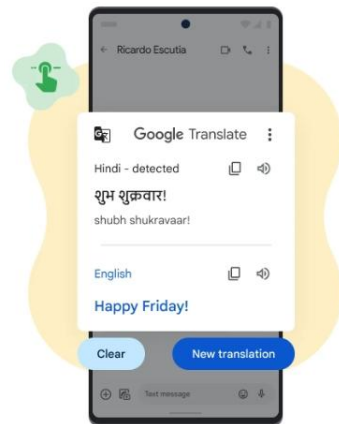 Ricardo Escutia
Google Translate
Hindi - detected
शुभ शुक्रवार!
shubh shukravaar!
English
Happy Friday!
Clear
New translation
Text message